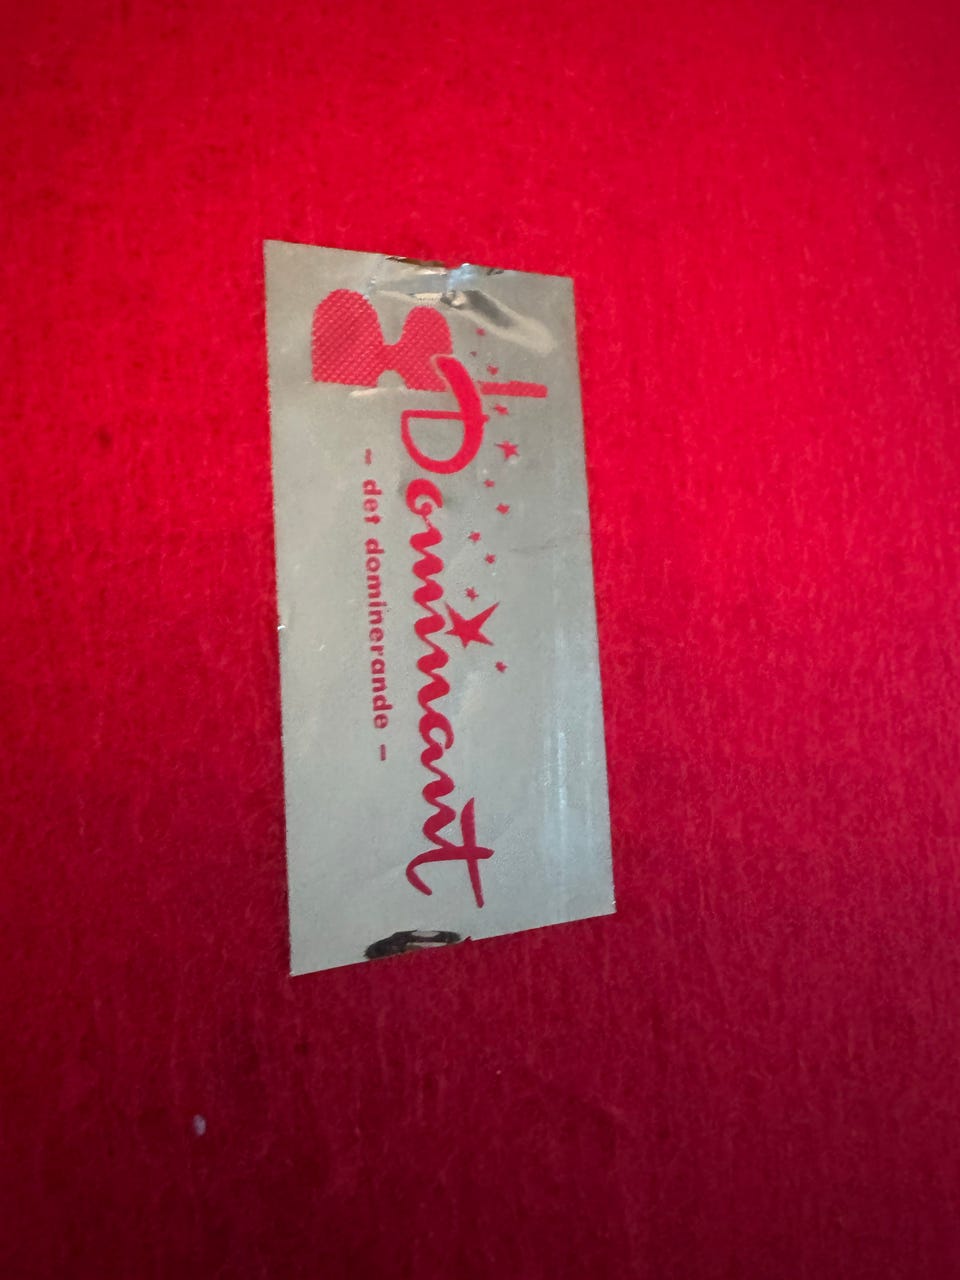 Dominant
- det dominerande -